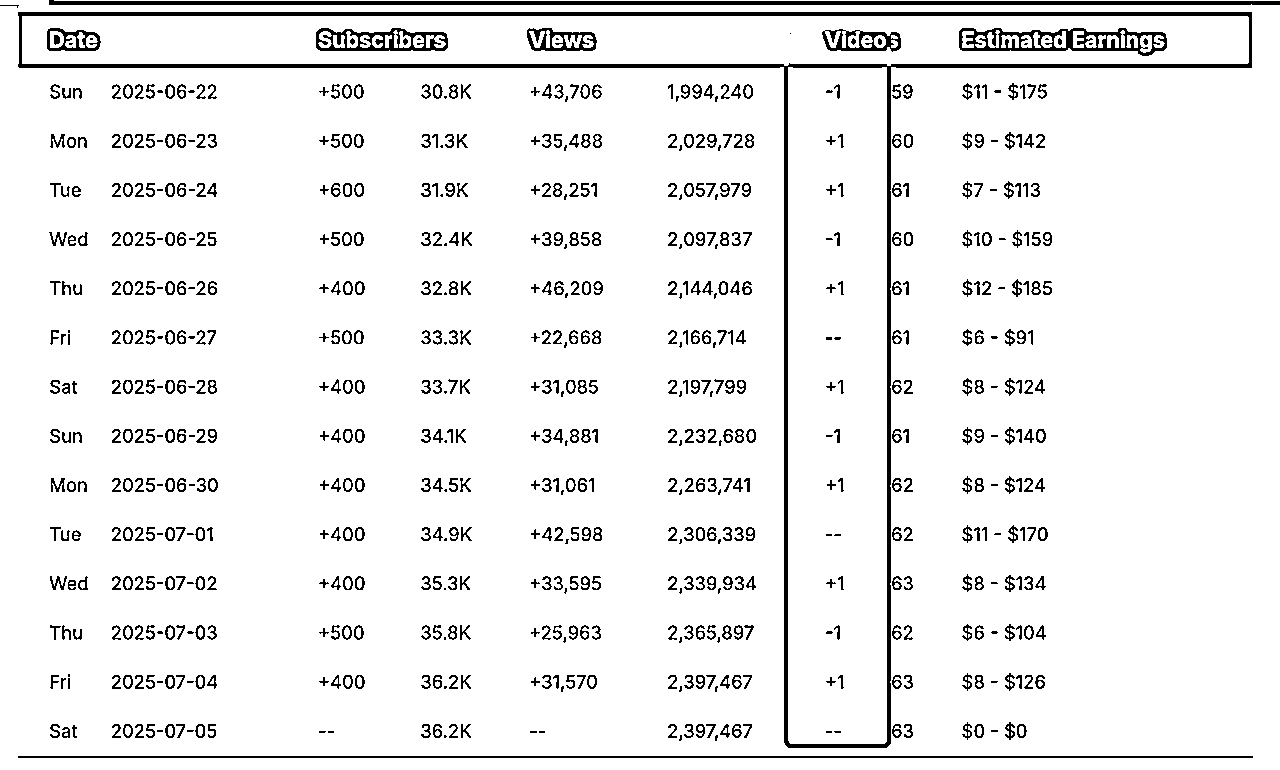 Date Subscribers Views Videos Estimated Earnings
Sun 2025-06-22 +500 30.8K +43,706 1,994,240 -1 59 $11 - $175
Mon 2025-06-23 +500 31.3K +35,488 2,029,728 +1 60 $9 - $142
Tue 2025-06-24 +600 31.9K +28,251 2,057,979 +1 61 $7 - $113
Wed 2025-06-25 +500 32.4K +39,858 2,097,837 -1 60 $10 - $159
Thu 2025-06-26 +400 32.8K +46,209 2,144,046 +1 61 $12 - $185
Fri 2025-06-27 +500 33.3K +22,668 2,166,714 -- 61 $6 - $91
Sat 2025-06-28 +400 33.7K +31,085 2,197,799 +1 62 $8 - $124
Sun 2025-06-29 +400 34.1K +34,881 2,232,680 -1 61 $9 - $140
Mon 2025-06-30 +400 34.5K +31,061 2,263,741 +1 62 $8 - $124
Tue 2025-07-01 +400 34.9K +42,598 2,306,339 -- 62 $11 - $170
Wed 2025-07-02 +400 35.3K +33,595 2,339,934 +1 63 $8 - $134
Thu 2025-07-03 +500 35.8K +25,963 2,365,897 -1 62 $6 - $104
Fri 2025-07-04 +400 36.2K +31,570 2,397,467 +1 63 $8 - $126
Sat 2025-07-05 -- 36.2K -- 2,397,467 -- 63 $0 - $0